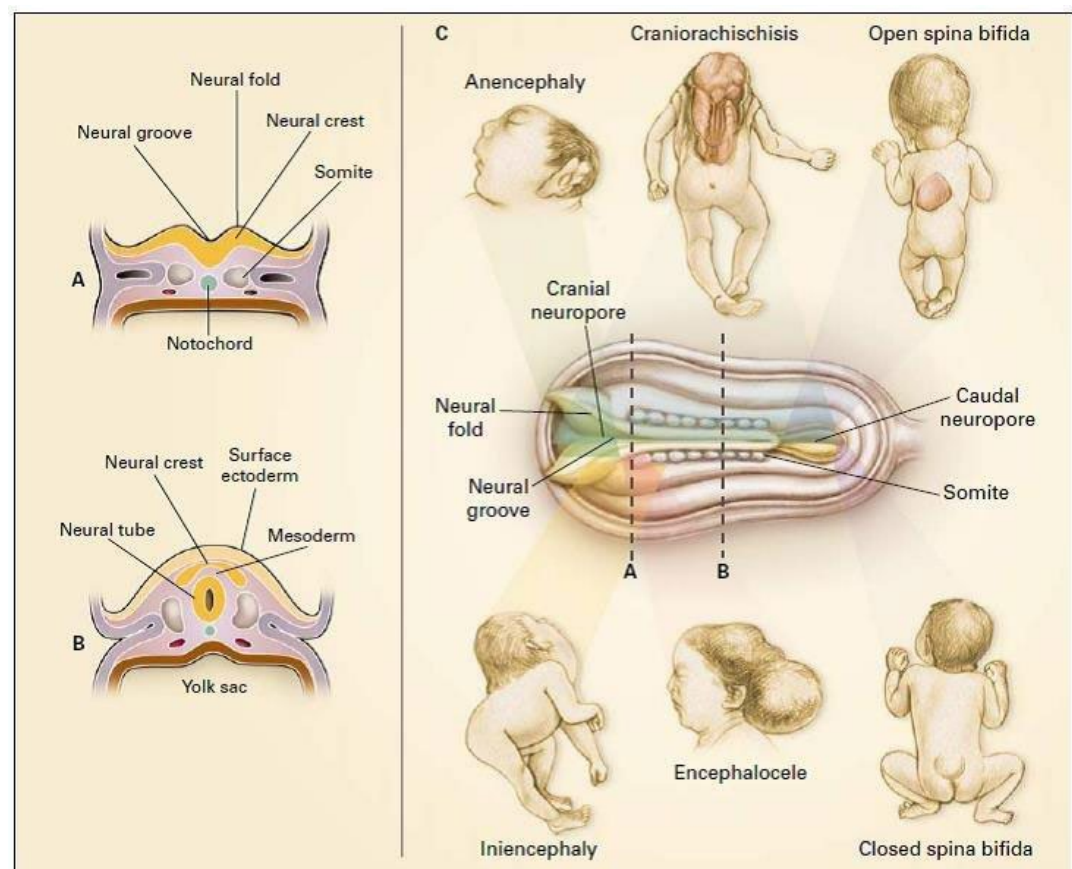 Neural fold
Neural groove
Neural crest
Somite
A
Notochord
Neural crest
Surface
ectoderm
Neural tube
Mesoderm
B
Yolk sac
C
Craniorachischisis
Open spina bifida
Anencephaly
Cranial
neuropore
Neural
fold
Caudal
neuropore
Neural
groove
Somite
A
B
Encephalocele
Iniencephaly
Closed spina bifida